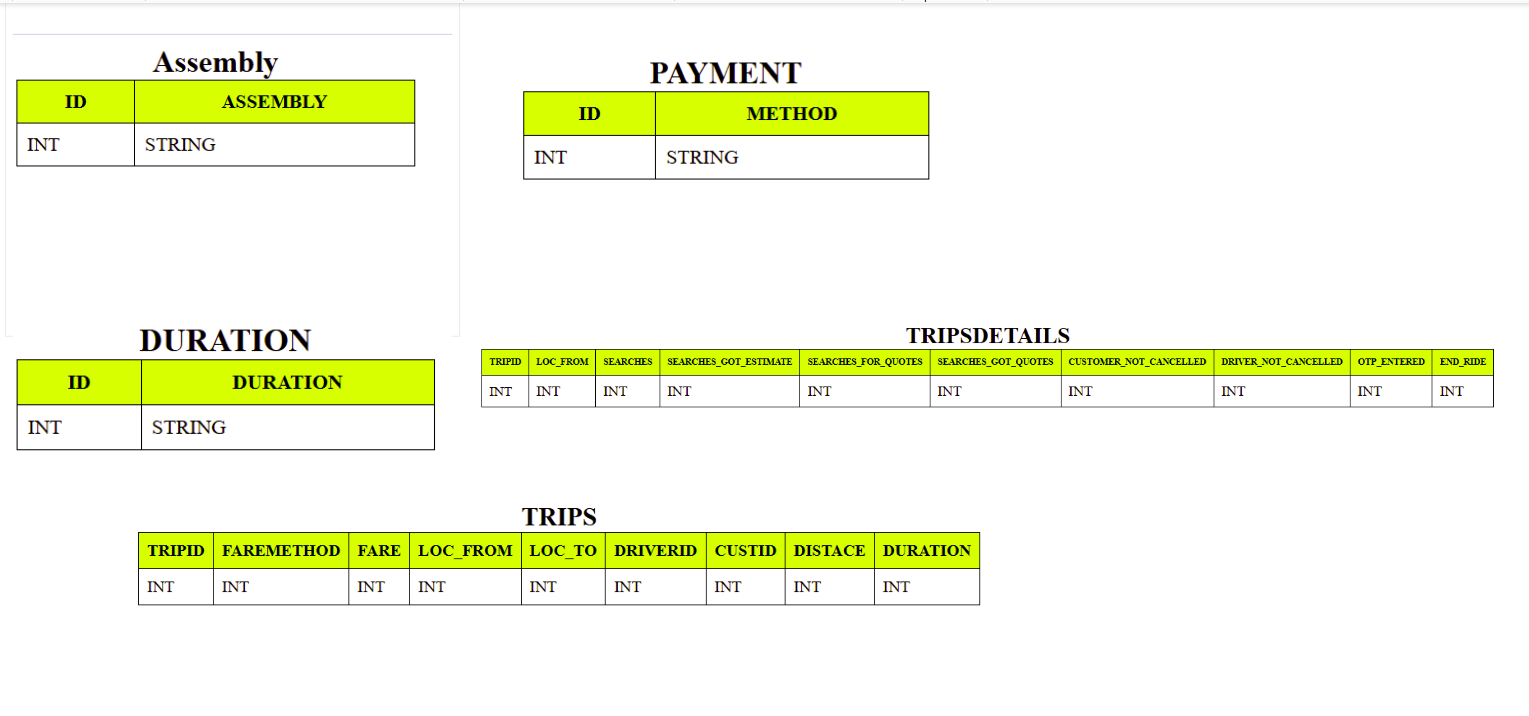 Assembly
ID ASSEMBLY
INT STRING
PAYMENT
ID METHOD
INT STRING
DURATION
ID DURATION
INT STRING
TRIPSDETAILS
TRIPID LOC_FROM SEARCHES SEARCHES_GOT_ESTIMATE SEARCHES_FOR_QUOTES SEARCHES_GOT_QUOTES CUSTOMER_NOT_CANCELLED DRIVER_NOT_CANCELLED OTP_ENTERED END_RIDE
INT INT INT INT INT INT INT INT INT INT
TRIPS
TRIPID FAREMETHOD FARE LOC_FROM LOC_TO DRIVERID CUSTID DISTACE DURATION
INT INT INT INT INT INT INT INT INT